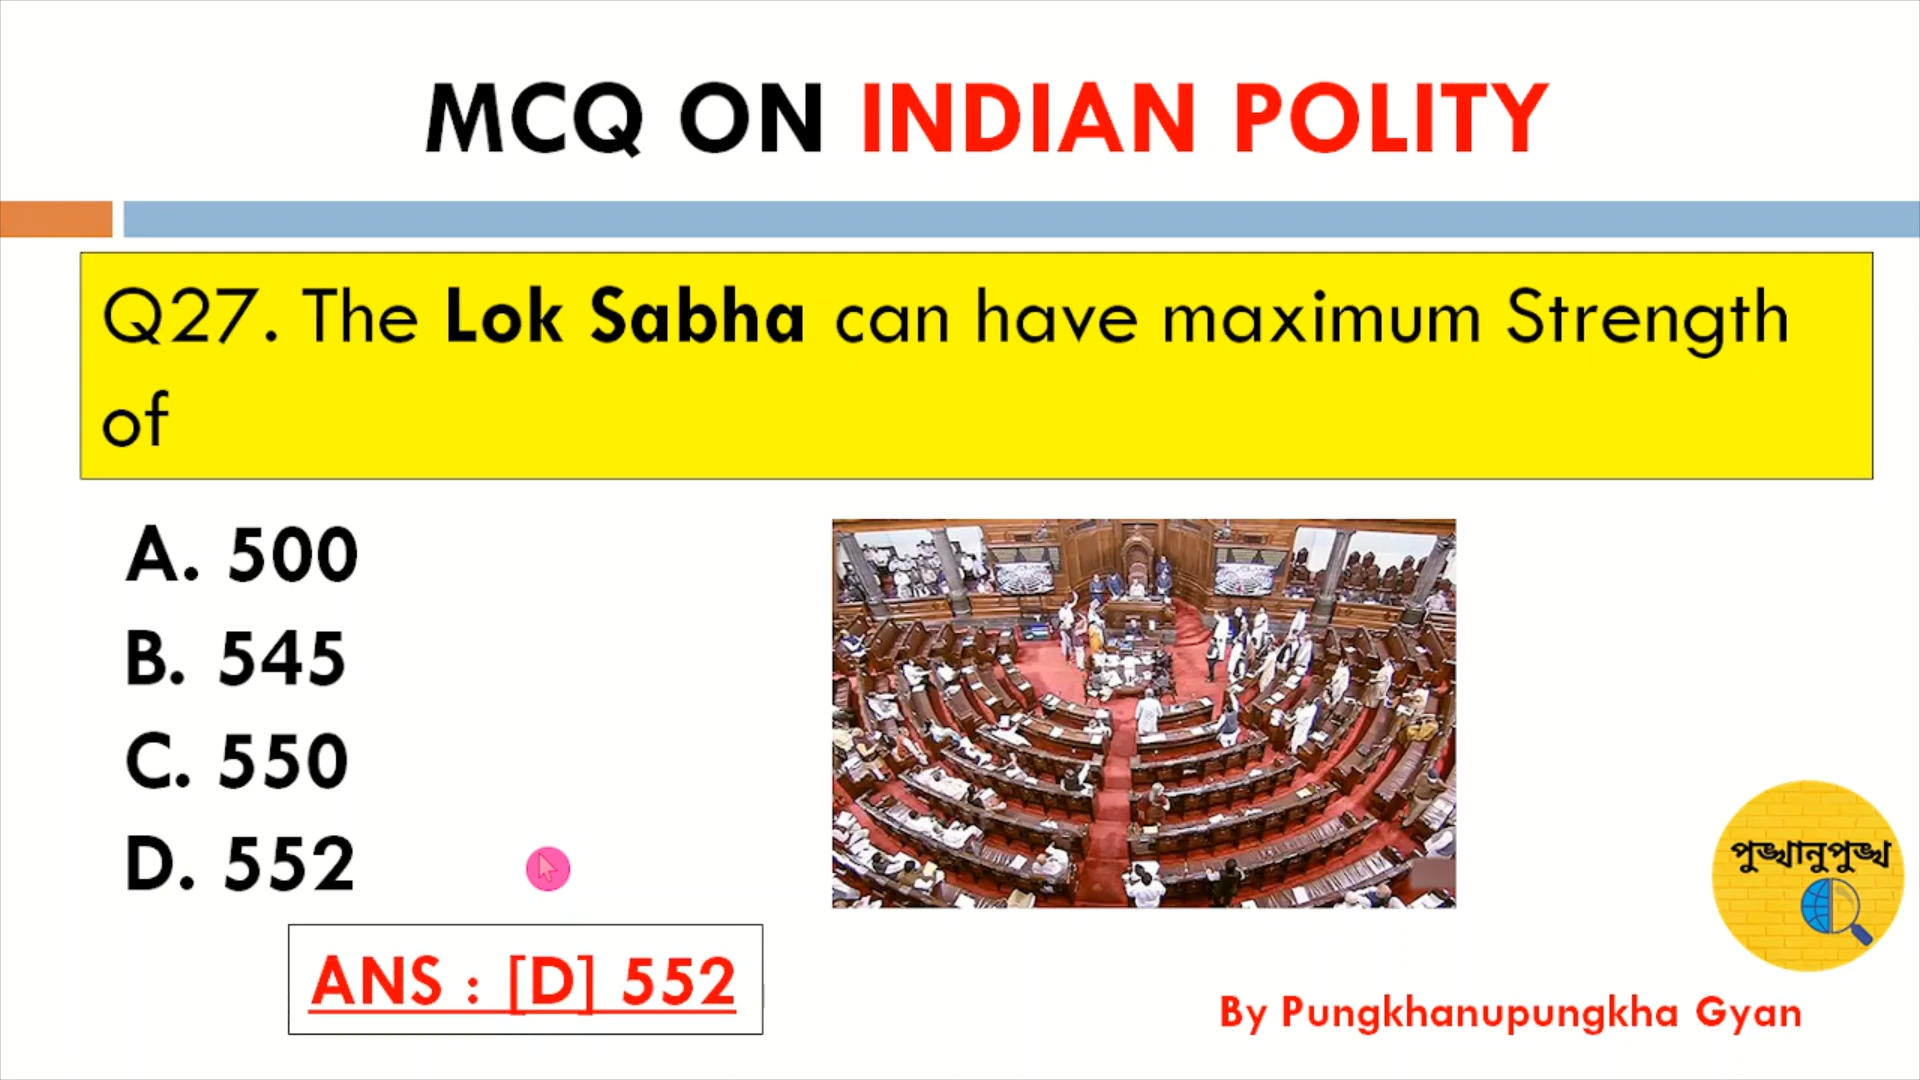 MCQ ON INDIAN POLITY
Q27. The Lok Sabha can have maximum Strength
of
A. 500
B. 545
C. 550
D. 552
ANS : [D] 552
পুঙ্খানুপুঙ্খ
By Pungkhanupungkha Gyan